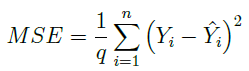 MSE = \frac{1}{q} \sum_{i=1}^{n} \left( Y_i - \hat{Y}_i \right)^2